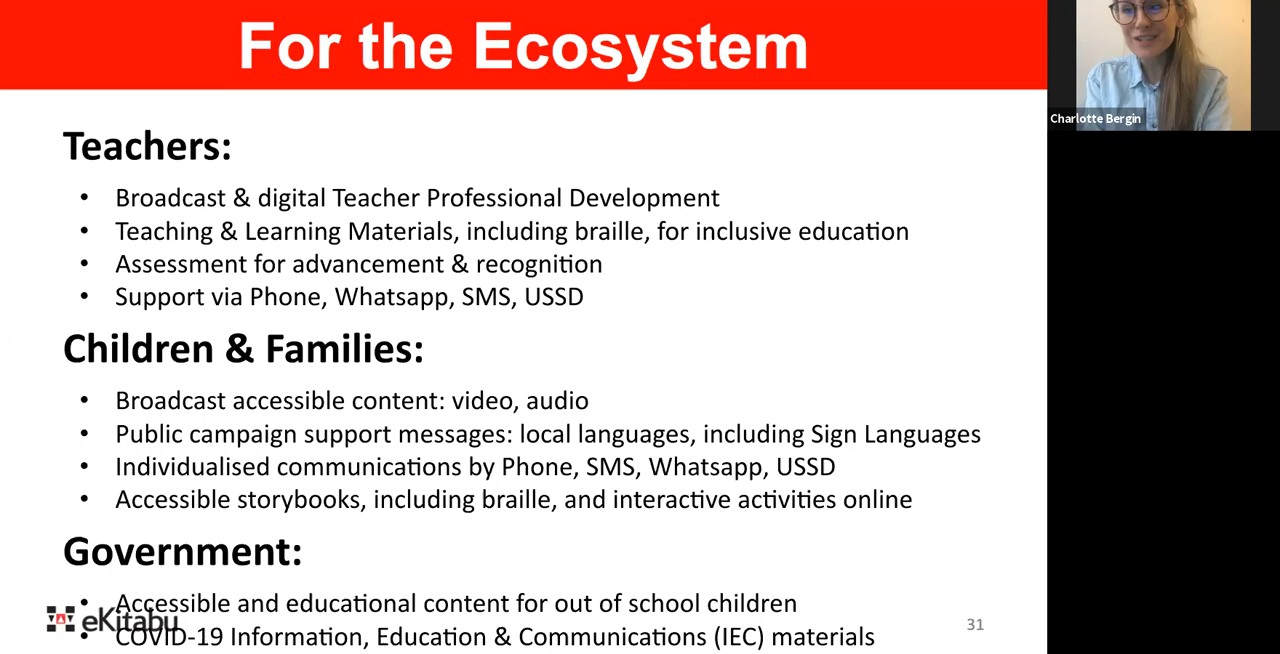 For the Ecosystem
Charlotte Bergin
Teachers:
• Broadcast & digital Teacher Professional Development
• Teaching & Learning Materials, including braille, for inclusive education
• Assessment for advancement & recognition
• Support via Phone, Whatsapp, SMS, USSD
Children & Families:
• Broadcast accessible content: video, audio
• Public campaign support messages: local languages, including Sign Languages
• Individualised communications by Phone, SMS, Whatsapp, USSD
• Accessible storybooks, including braille, and interactive activities online
Government:
• Accessible and educational content for out of school children
eKitabu
• COVID-19 Information, Education & Communications (IEC) materials
31